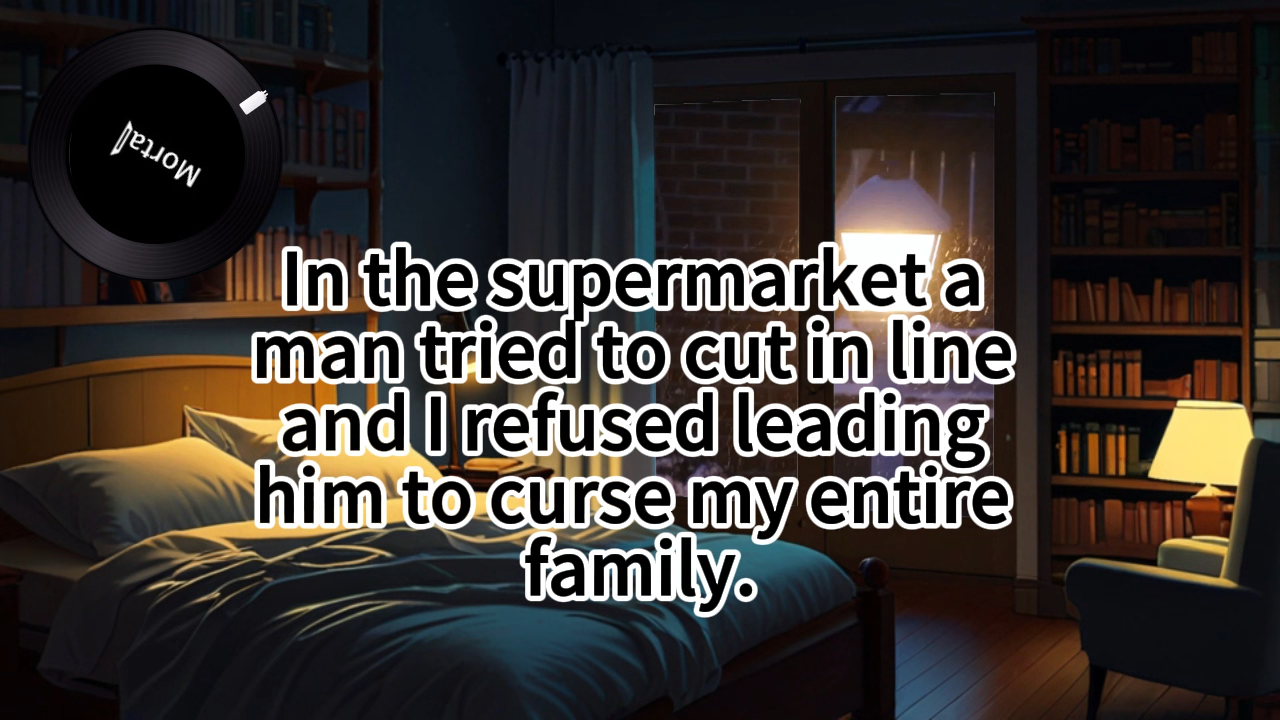 Mortal
In the supermarket a
man tried to cut in line
and I refused leading
him to curse my entire
family.